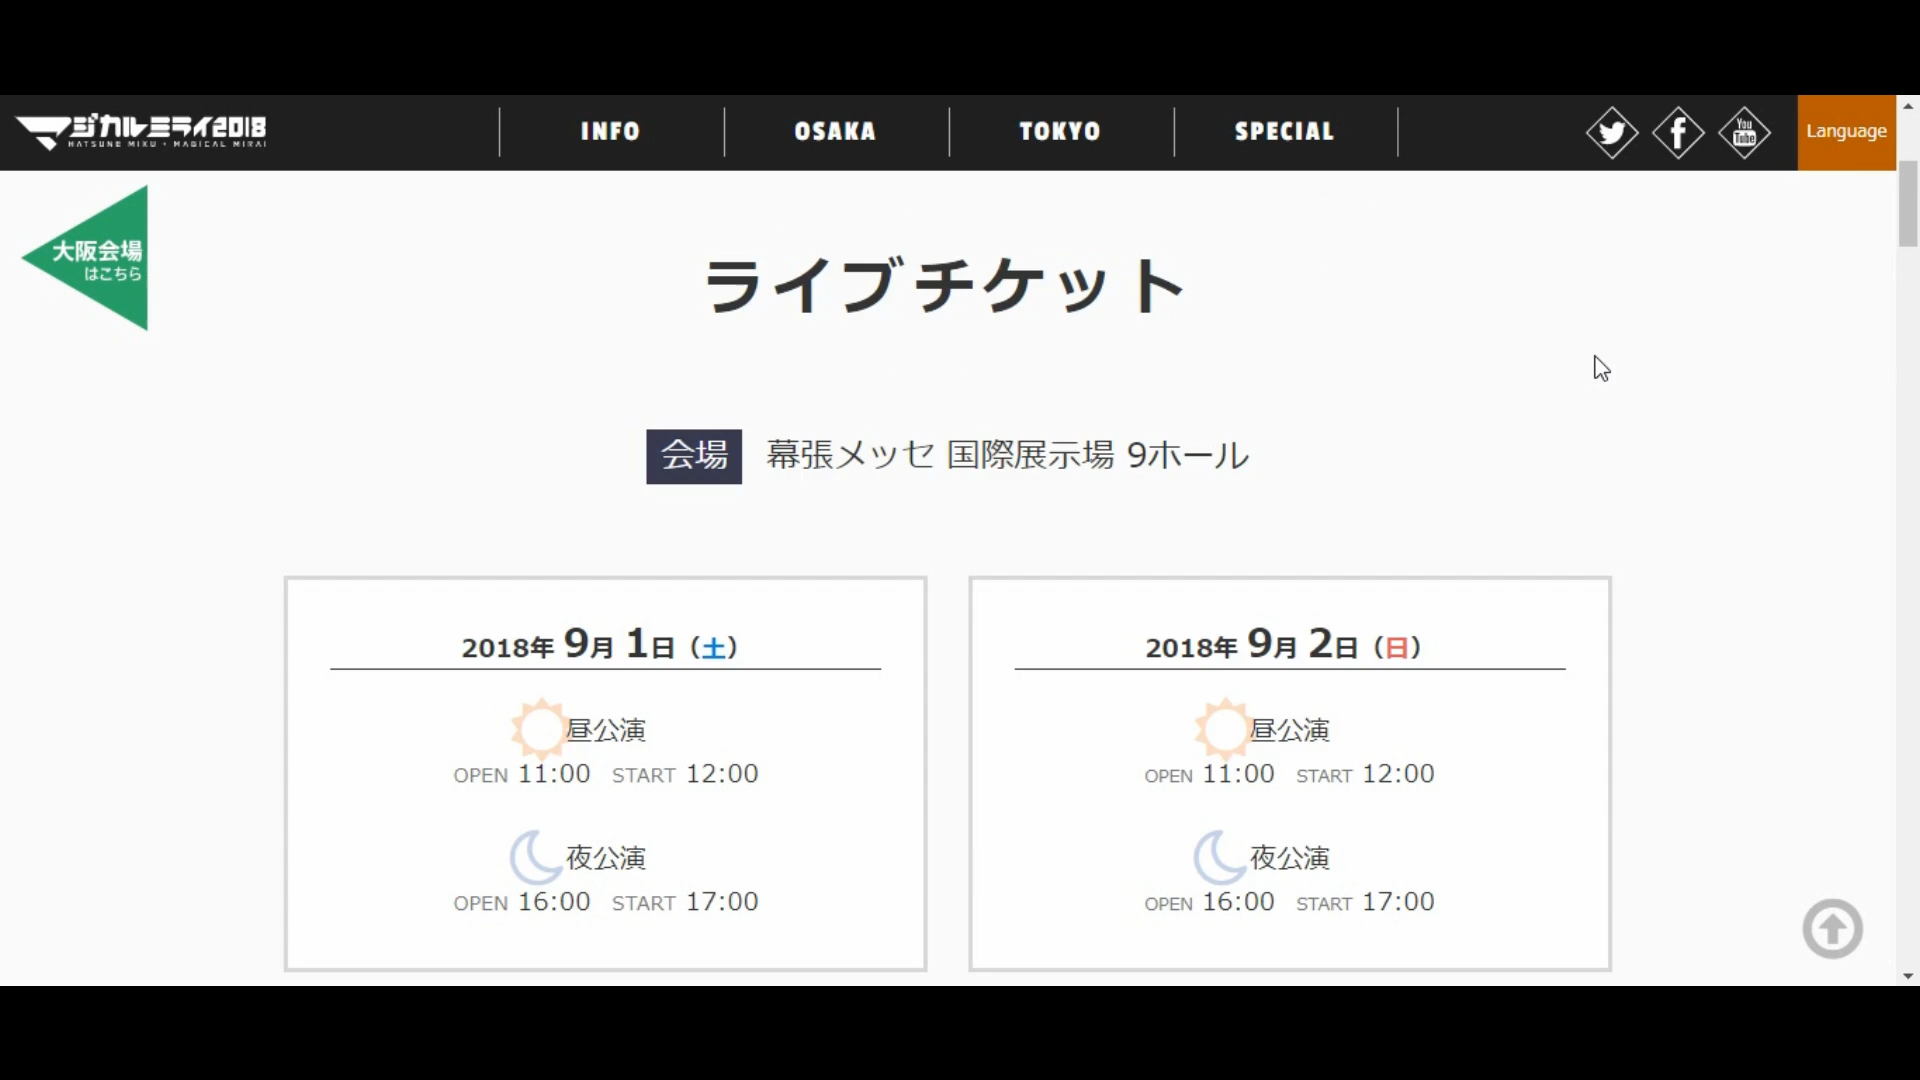 マジカルミライ2018
HATSUNE MIKU・MAGICAL MIRAI
INFO
OSAKA
TOKYO
SPECIAL
You
Tube
Language
大阪会場
はこちら
ライブチケット
会場 幕張メッセ 国際展示場 9ホール
2018年 9月 1日（土）
昼公演
OPEN 11:00 START 12:00
夜公演
OPEN 16:00 START 17:00
2018年 9月 2日（日）
昼公演
OPEN 11:00 START 12:00
夜公演
OPEN 16:00 START 17:00